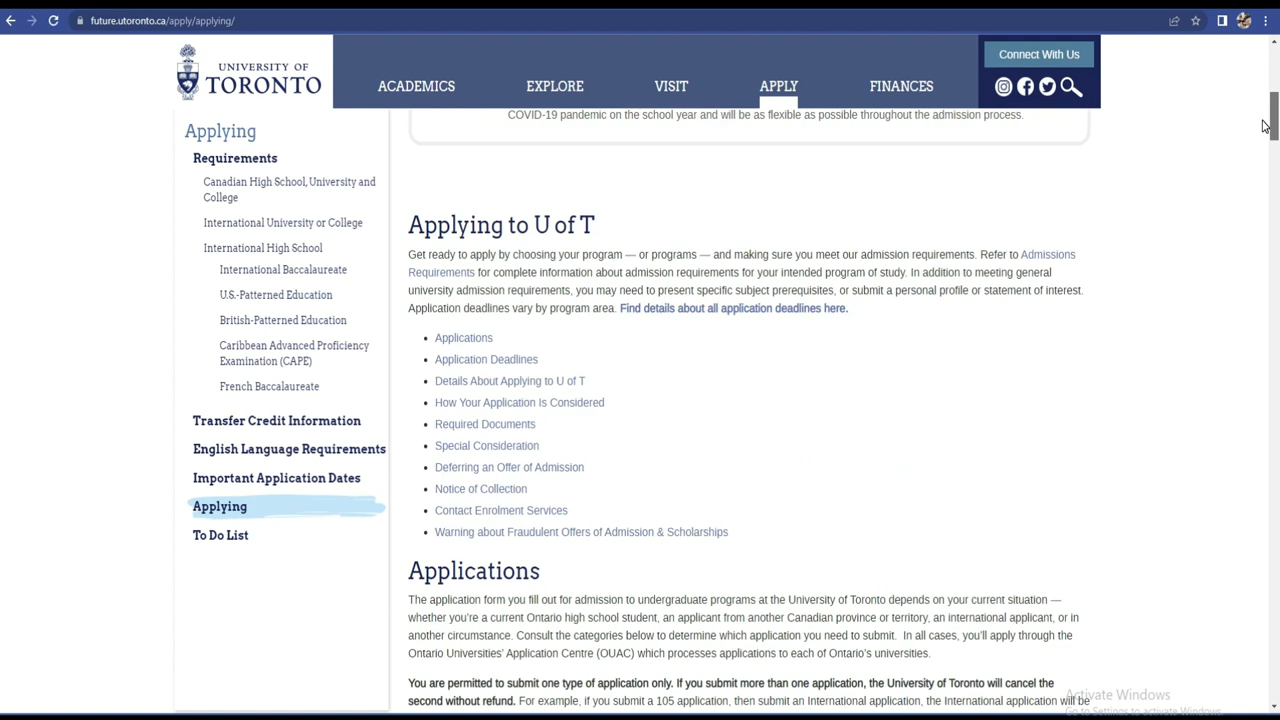 future.utoronto.ca/apply/applying/
UNIVERSITY OF
TORONTO
ACADEMICS
EXPLORE
VISIT
APPLY
FINANCES
Connect With Us
Applying
Requirements
Canadian High School, University and
College
International University or College
International High School
International Baccalaureate
U.S.-Patterned Education
British-Patterned Education
Caribbean Advanced Proficiency
Examination (CAPE)
French Baccalaureate
Transfer Credit Information
English Language Requirements
Important Application Dates
Applying
To Do List
COVID-19 pandemic on the school year and will be as flexible as possible throughout the admission process.
Applying to U of T
Get ready to apply by choosing your program — or programs — and making sure you meet our admission requirements. Refer to Admissions
Requirements for complete information about admission requirements for your intended program of study. In addition to meeting general
university admission requirements, you may need to present specific subject prerequisites, or submit a personal profile or statement of interest.
Application deadlines vary by program area. Find details about all application deadlines here.
• Applications
• Application Deadlines
• Details About Applying to U of T
• How Your Application Is Considered
• Required Documents
• Special Consideration
• Deferring an Offer of Admission
• Notice of Collection
• Contact Enrolment Services
• Warning about Fraudulent Offers of Admission & Scholarships
Applications
The application form you fill out for admission to undergraduate programs at the University of Toronto depends on your current situation —
whether you're a current Ontario high school student, an applicant from another Canadian province or territory, an international applicant, or in
another circumstance. Consult the categories below to determine which application you need to submit. In all cases, you'll apply through the
Ontario Universities' Application Centre (OUAC) which processes applications to each of Ontario's universities.
You are permitted to submit one type of application only. If you submit more than one application, the University of Toronto will cancel the
second without refund. For example, if you submit a 105 application, then submit an International application, the International application will be
Activate Windows
Go to Settings to activate Windows.